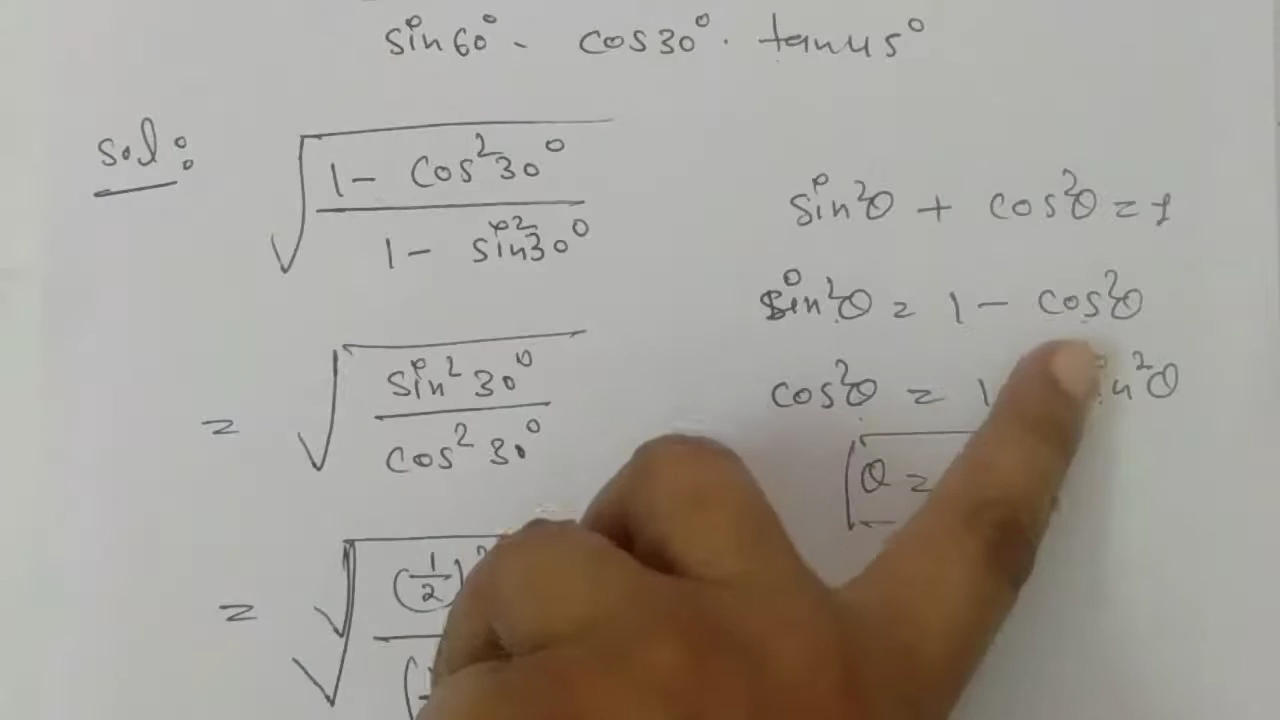 sin60° - cos30° . tan45°
sol:
√((1 - cos²30°) / (1 - sin²30°))
sin²θ + cos²θ = 1
sin²θ = 1 - cos²θ
= √(sin²30° / cos²30°)
cos²θ = 1 in²θ
θ =
= √((1/2)